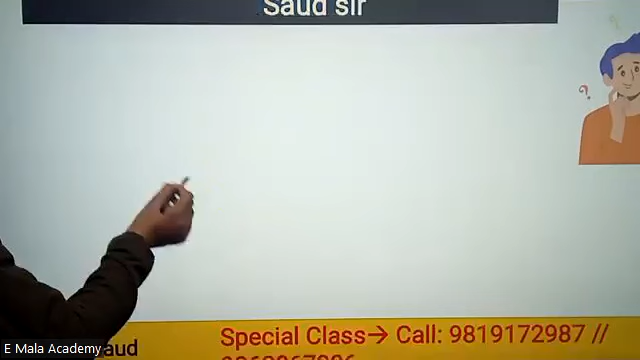 Saud sir
?
Special Class→ Call: 9819172987 //
aud
E Mala Academy